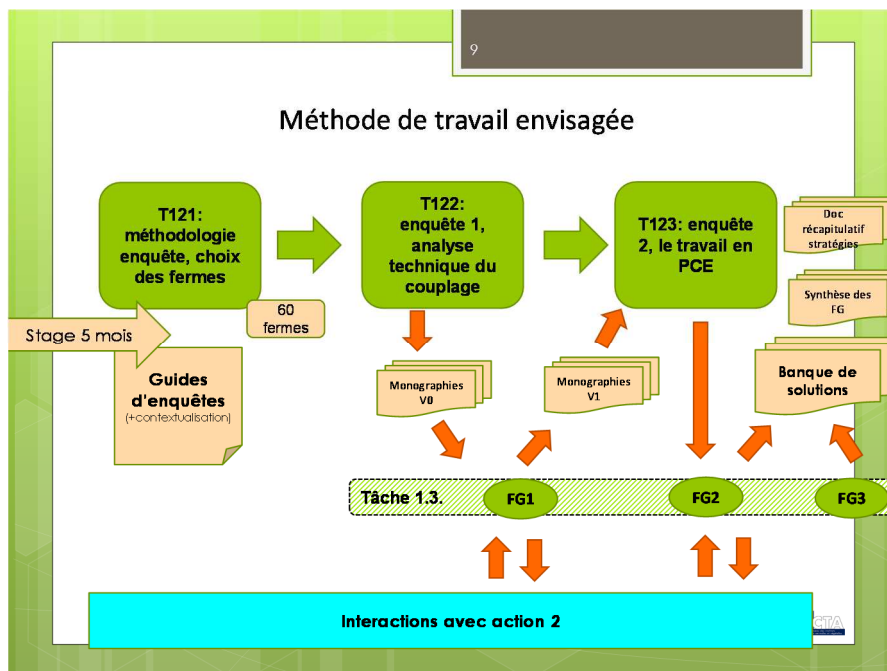 9
Méthode de travail envisagée
T121:
méthodologie
enquête, choix
des fermes
T122:
enquête 1,
analyse
technique du
couplage
T123: enquête
2, le travail en
PCE
Doc
récapitulatif
stratégies
60
fermes
Synthèse des
FG
Stage 5 mois
Guides
d'enquêtes
(+contextualisation)
Monographies
V0
Monographies
V1
Banque de
solutions
Tâche 1.3.
FG1
FG2
FG3
Interactions avec action 2
CTA